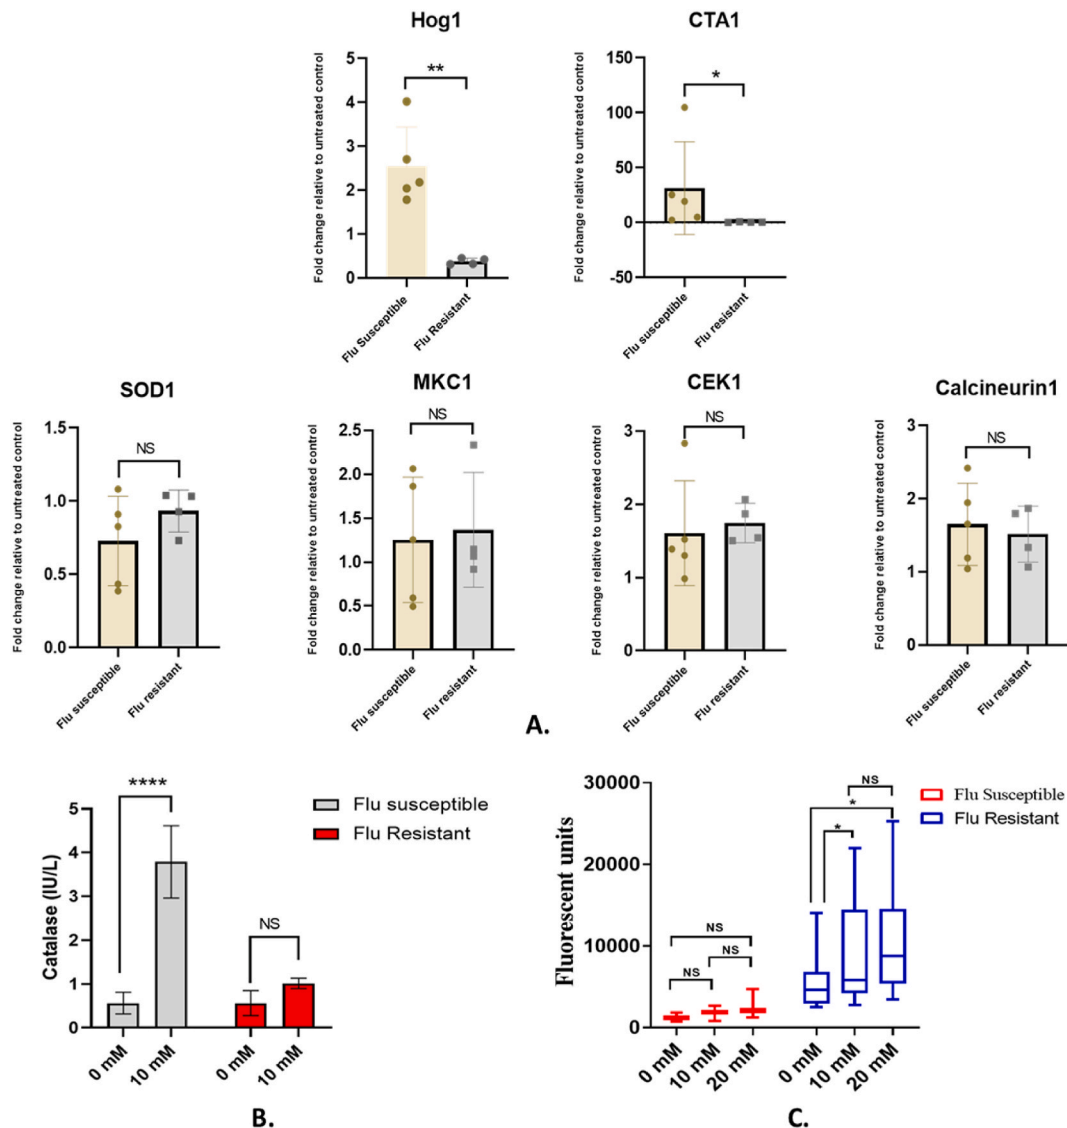 Hog1
CTA1
Fold change relative to untreated control
5
4
3
2
1
0
**
Flu Susceptible
Flu Resistant
Fold change relative to untreated control
150
100
50
0
-50
*
Flu susceptible
Flu resistant
SOD1
MKC1
CEK1
Calcineurin1
Fold change relative to untreated control
1.5
1.0
0.5
0.0
NS
Flu susceptible
Flu resistant
Fold change relative to untreated control
2.5
2.0
1.5
1.0
0.5
0.0
NS
Flu susceptible
Flu resistant
Fold change relative to untreated control
3
2
1
0
NS
Flu susceptible
Flu resistant
Fold change relative to untreated control
3
2
1
0
NS
Flu susceptible
Flu resistant
A.
Catalase (IU/L)
5
4
3
2
1
0
****
NS
0 mM
10 mM
0 mM
10 mM
Flu susceptible
Flu Resistant
B.
Fluorescent units
30000
20000
10000
0
NS
NS
NS
*
*
NS
0 mM
10 mM
20 mM
0 mM
10 mM
20 mM
Flu Susceptible
Flu Resistant
C.